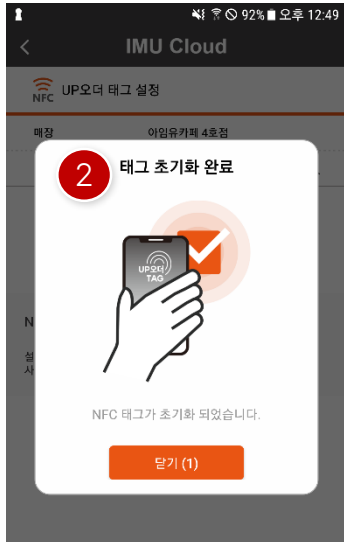 92% 오후 12:49
IMU Cloud
NFC UP오더 태그 설정
매장 아임유카페 4호점
2 태그 초기화 완료
UP오더
TAG
N
설
사
NFC 태그가 초기화 되었습니다.
닫기 (1)